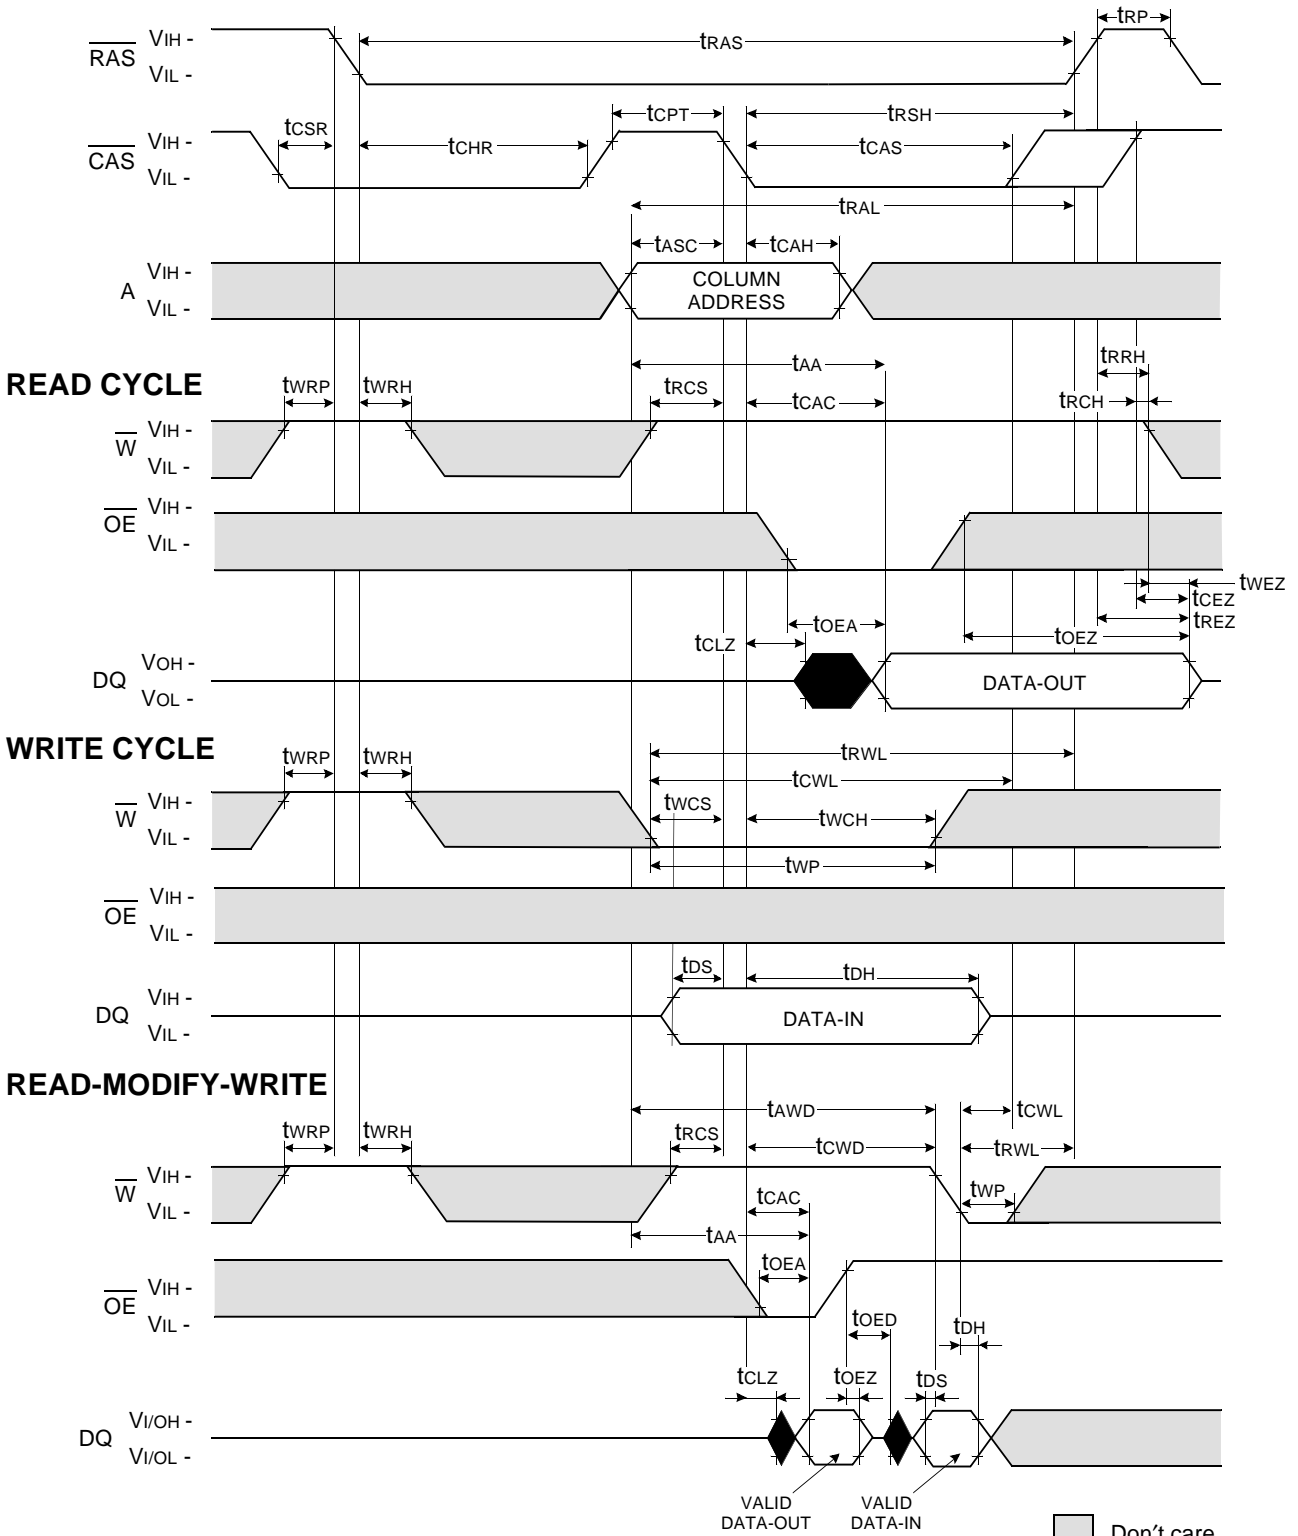 tRP
VIH -
tRAS
RAS
VIL -
tCPT
tRSH
tCSR
VIH -
tCHR
tCAS
CAS
VIL -
tRAL
tASC
tCAH
VIH -
COLUMN
A
ADDRESS
VIL -
tAA
tRRH
READ CYCLE
tWRP
tWRH
tRCS
tCAC
tRCH
VIH -
W
VIL -
VIH -
OE
VIL -
tWEZ
tCEZ
tOEA
tREZ
tCLZ
tOEZ
VOH -
DQ
DATA-OUT
VOL -
WRITE CYCLE
tWRP
tWRH
tRWL
tCWL
VIH -
tWCS
W
tWCH
VIL -
tWP
VIH -
OE
VIL -
tDS
tDH
VIH -
DQ
DATA-IN
VIL -
READ-MODIFY-WRITE
tAWD
tCWL
tWRP
tWRH
tRCS
tCWD
tRWL
VIH -
W
tWP
VIL -
tCAC
tAA
tOEA
VIH -
OE
VIL -
tOED
tDH
tCLZ
tOEZ
tDS
VI/OH -
DQ
VI/OL -
VALID
DATA-OUT
VALID
DATA-IN
Don't care